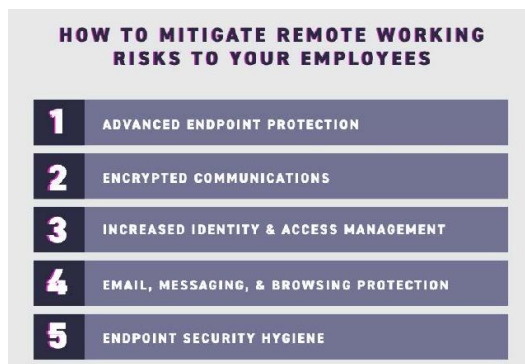 HOW TO MITIGATE REMOTE WORKING
RISKS TO YOUR EMPLOYEES
1 ADVANCED ENDPOINT PROTECTION
2 ENCRYPTED COMMUNICATIONS
3 INCREASED IDENTITY & ACCESS MANAGEMENT
4 EMAIL, MESSAGING, & BROWSING PROTECTION
5 ENDPOINT SECURITY HYGIENE